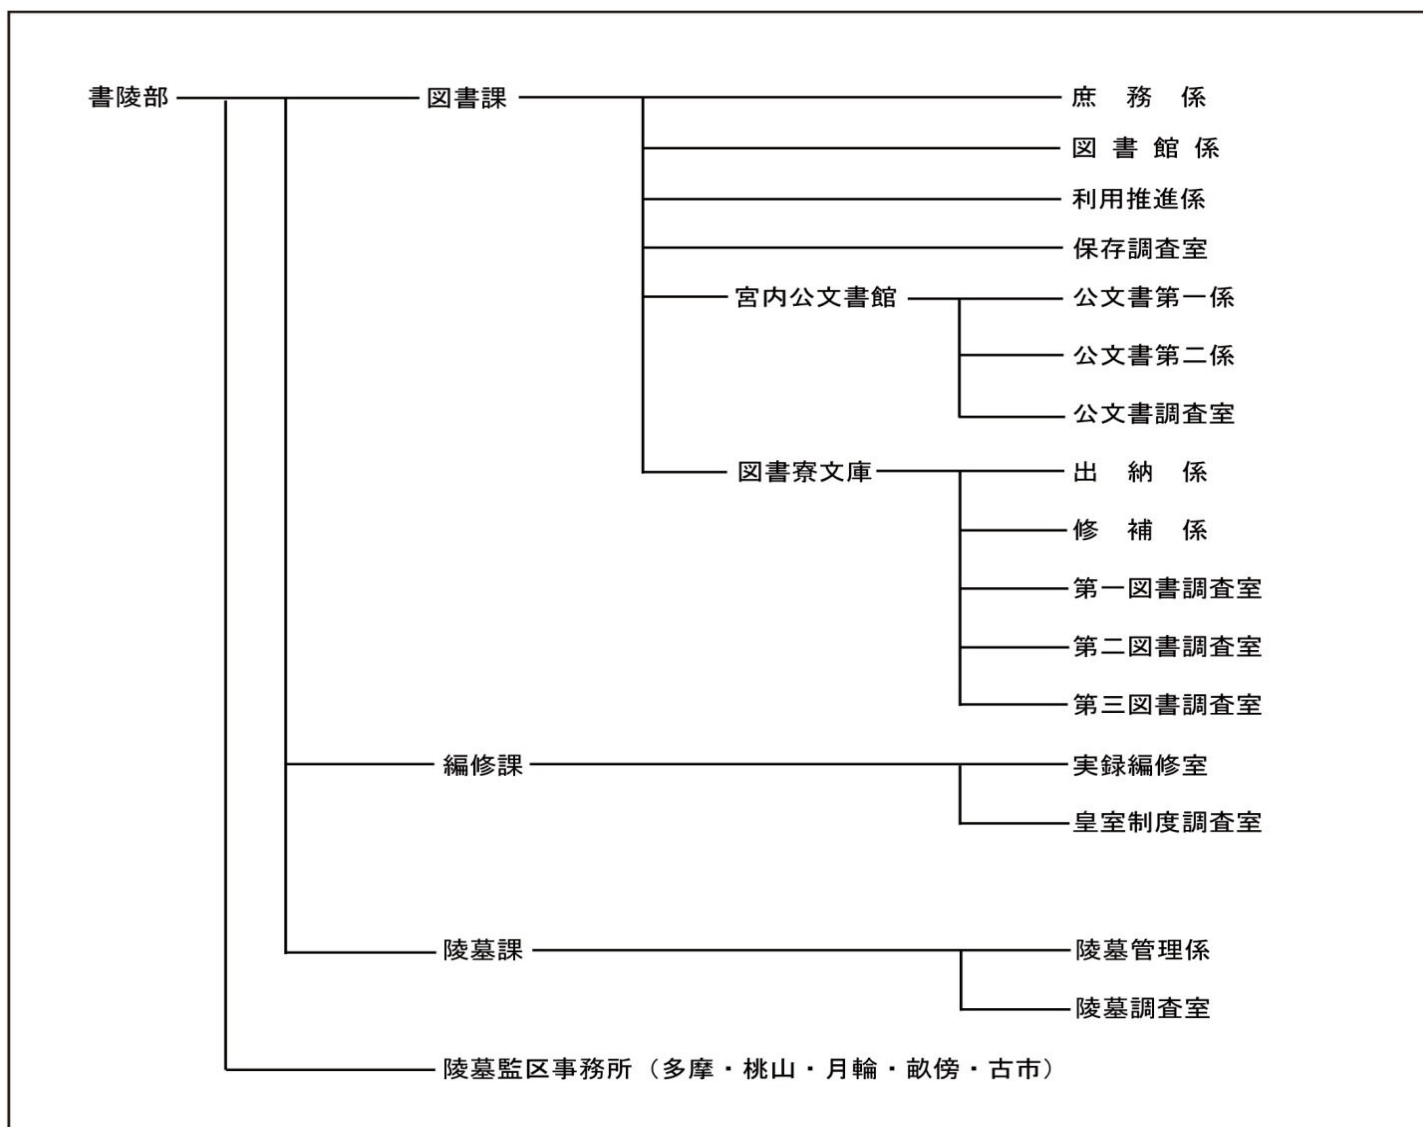 書陵部 図書課 庶務係
図書館係
利用推進係
保存調査室
宮内公文書館 公文書第一係
公文書第二係
公文書調査室
図書寮文庫 出納係
修補係
第一図書調査室
第二図書調査室
第三図書調査室
編修課 実録編修室
皇室制度調査室
陵墓課 陵墓管理係
陵墓調査室
陵墓監区事務所（多摩・桃山・月輪・畝傍・古市）